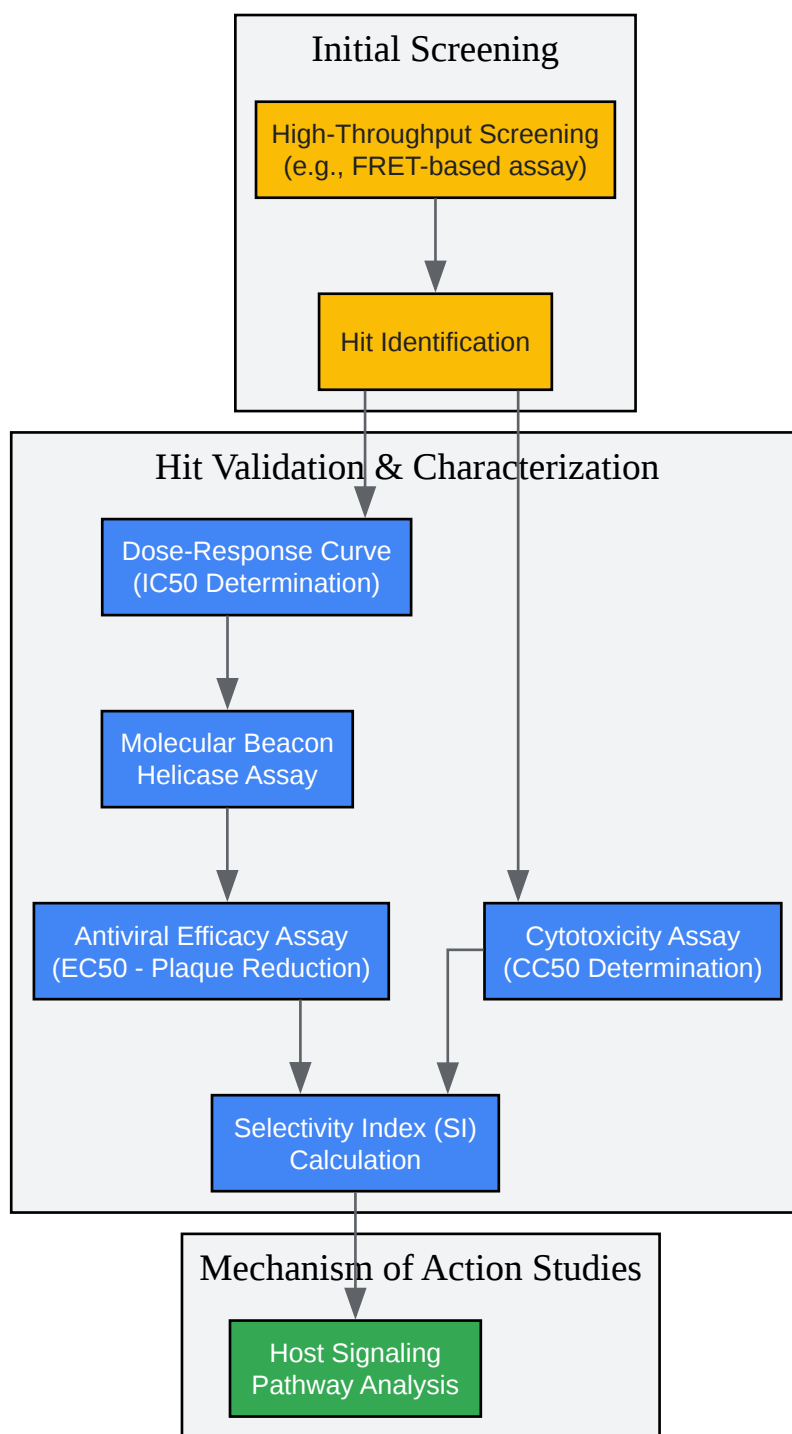 Initial Screening
High-Throughput Screening
(e.g., FRET-based assay)
Hit Identification
Hit Validation & Characterization
Dose-Response Curve
(IC50 Determination)
Molecular Beacon
Helicase Assay
Antiviral Efficacy Assay
(EC50 - Plaque Reduction)
Cytotoxicity Assay
(CC50 Determination)
Selectivity Index (SI)
Calculation
Mechanism of Action Studies
Host Signaling
Pathway Analysis